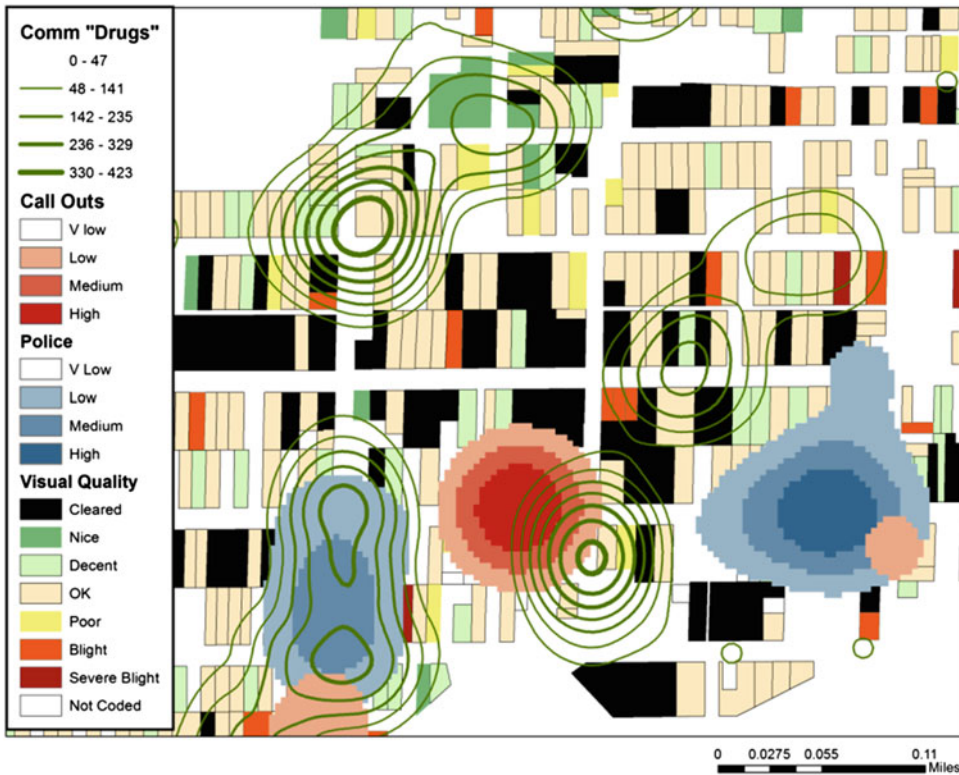 Comm "Drugs"
0 - 47
48 - 141
142 - 235
236 - 329
330 - 423
Call Outs
V low
Low
Medium
High
Police
V Low
Low
Medium
High
Visual Quality
Cleared
Nice
Decent
OK
Poor
Blight
Severe Blight
Not Coded
0 0.0275 0.055 0.11
Miles